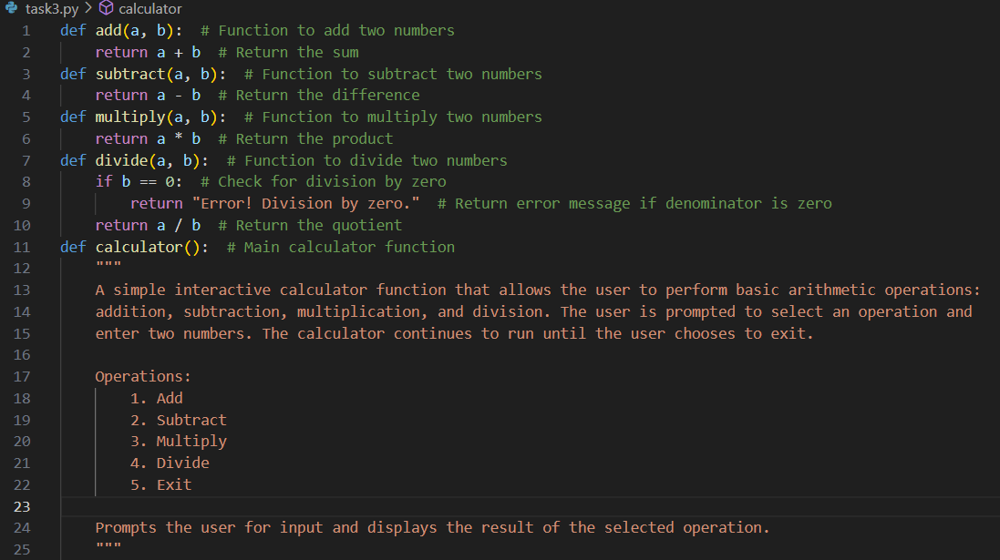 task3.py > calculator
1 def add(a, b):  # Function to add two numbers
2     return a + b  # Return the sum
3 def subtract(a, b):  # Function to subtract two numbers
4     return a - b  # Return the difference
5 def multiply(a, b):  # Function to multiply two numbers
6     return a * b  # Return the product
7 def divide(a, b):  # Function to divide two numbers
8     if b == 0:  # Check for division by zero
9         return "Error! Division by zero."  # Return error message if denominator is zero
10     return a / b  # Return the quotient
11 def calculator():  # Main calculator function
12     """
13     A simple interactive calculator function that allows the user to perform basic arithmetic operations:
14     addition, subtraction, multiplication, and division. The user is prompted to select an operation and
15     enter two numbers. The calculator continues to run until the user chooses to exit.
16
17     Operations:
18         1. Add
19         2. Subtract
20         3. Multiply
21         4. Divide
22         5. Exit
23
24     Prompts the user for input and displays the result of the selected operation.
25     """